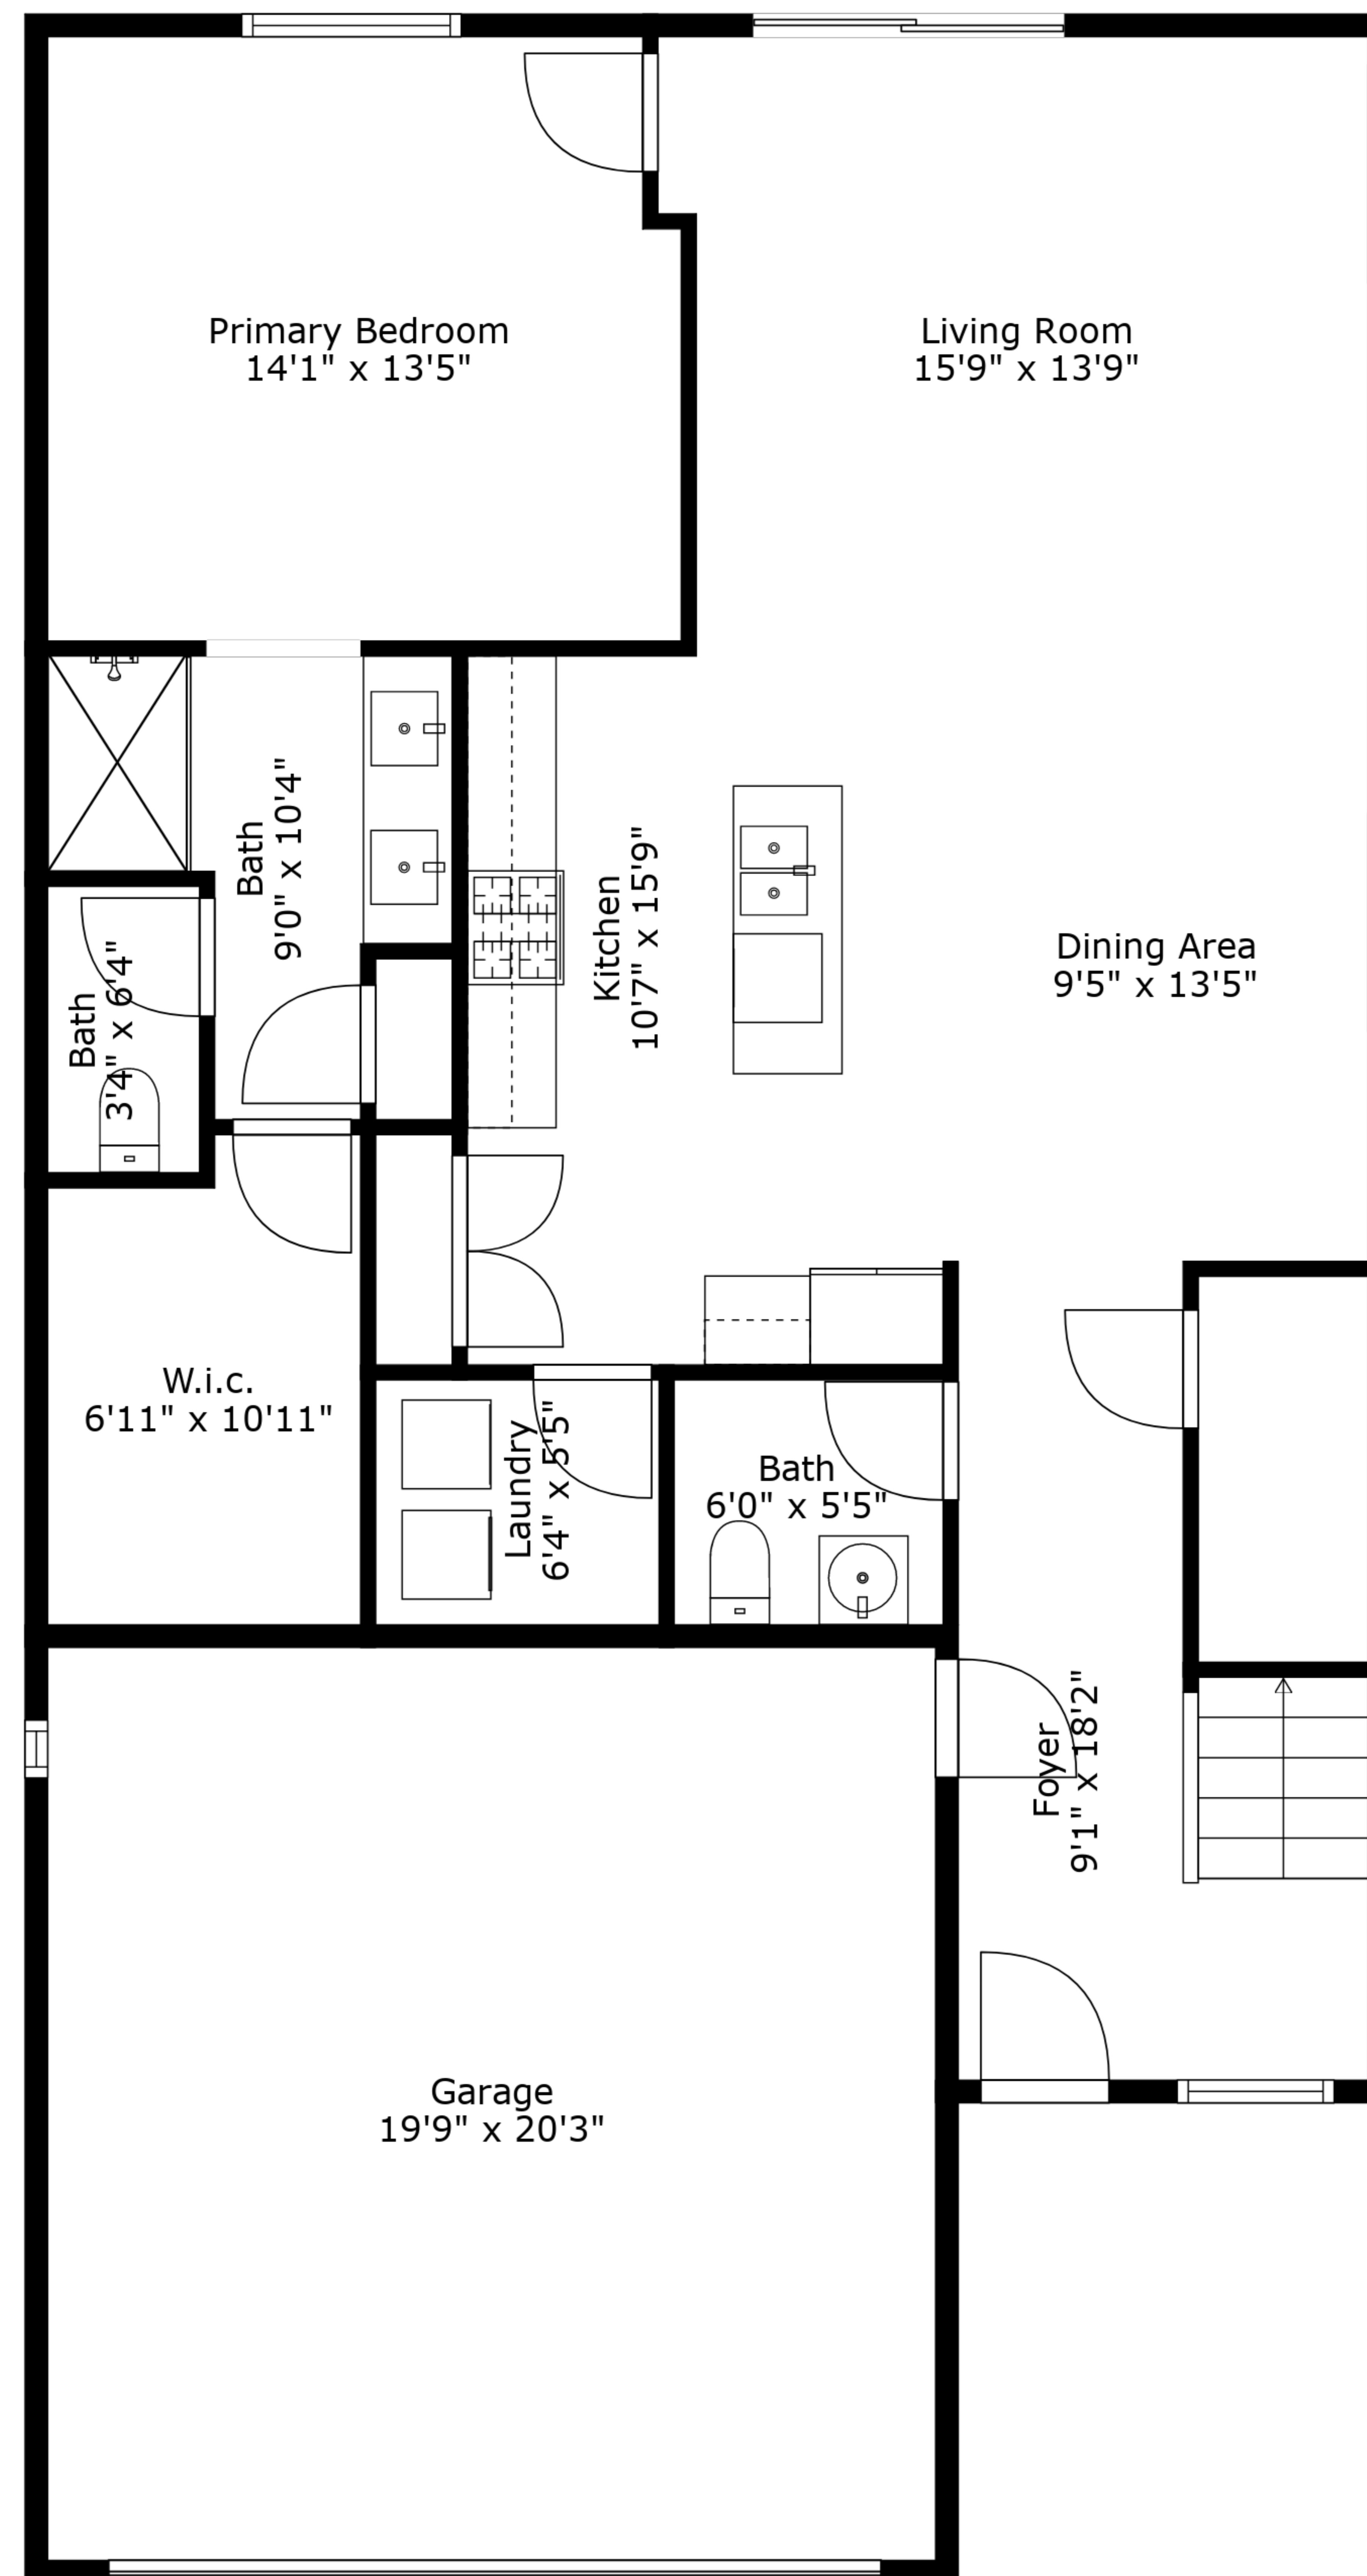 Primary Bedroom
14'1" x 13'5"
Living Room
15'9" x 13'9"
Bath
9'0" x 10'4"
Kitchen
10'7" x 15'9"
Dining Area
9'5" x 13'5"
Bath
3'4" x 6'4"
W.i.c.
6'11" x 10'11"
Laundry
6'4" x 5'5"
Bath
6'0" x 5'5"
Foyer
9'1" x 18'2"
Garage
19'9" x 20'3"